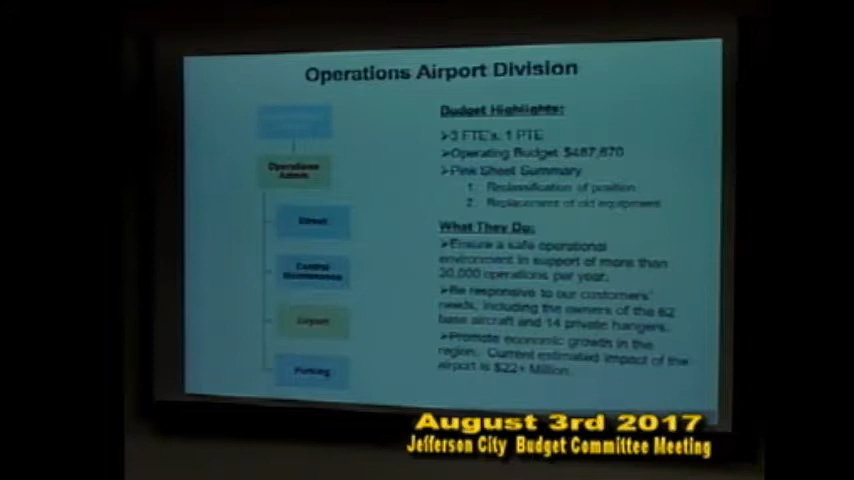 Operations Airport Division
Budget Highlights:
➢3 FTE's, 1 PTE
Operations
Admin
➢Operating Budget $487,670
➢Pink Sheet Summary
1. Reclassification of position
2. Replacement of old equipment
Street
What They Do:
➢Ensure a safe operational
environment in support of more than
30,000 operations per year.
Central
Maintenance
➢Be responsive to our customers'
needs, including the owners of the 62
base aircraft and 14 private hangers.
Airport
➢Promote economic growth in the
region. Current estimated impact of the
airport is $22+ Million.
Parking
August 3rd 2017
Jefferson City Budget Committee Meeting